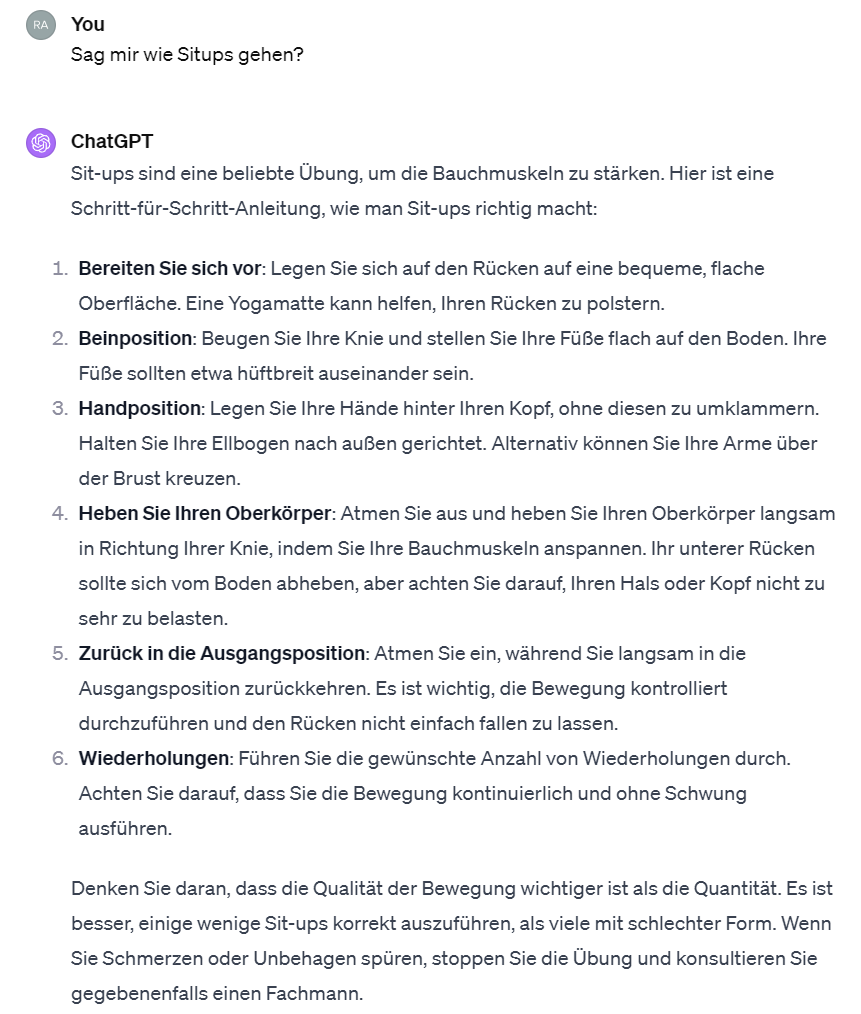 RA
You
Sag mir wie Situps gehen?
ChatGPT
Sit-ups sind eine beliebte Übung, um die Bauchmuskeln zu stärken. Hier ist eine
Schritt-für-Schritt-Anleitung, wie man Sit-ups richtig macht:
1. Bereiten Sie sich vor: Legen Sie sich auf den Rücken auf eine bequeme, flache
Oberfläche. Eine Yogamatte kann helfen, Ihren Rücken zu polstern.
2. Beinposition: Beugen Sie Ihre Knie und stellen Sie Ihre Füße flach auf den Boden. Ihre
Füße sollten etwa hüftbreit auseinander sein.
3. Handposition: Legen Sie Ihre Hände hinter Ihren Kopf, ohne diesen zu umklammern.
Halten Sie Ihre Ellbogen nach außen gerichtet. Alternativ können Sie Ihre Arme über
der Brust kreuzen.
4. Heben Sie Ihren Oberkörper: Atmen Sie aus und heben Sie Ihren Oberkörper langsam
in Richtung Ihrer Knie, indem Sie Ihre Bauchmuskeln anspannen. Ihr unterer Rücken
sollte sich vom Boden abheben, aber achten Sie darauf, Ihren Hals oder Kopf nicht zu
sehr zu belasten.
5. Zurück in die Ausgangsposition: Atmen Sie ein, während Sie langsam in die
Ausgangsposition zurückkehren. Es ist wichtig, die Bewegung kontrolliert
durchzuführen und den Rücken nicht einfach fallen zu lassen.
6. Wiederholungen: Führen Sie die gewünschte Anzahl von Wiederholungen durch.
Achten Sie darauf, dass Sie die Bewegung kontinuierlich und ohne Schwung
ausführen.
Denken Sie daran, dass die Qualität der Bewegung wichtiger ist als die Quantität. Es ist
besser, einige wenige Sit-ups korrekt auszuführen, als viele mit schlechter Form. Wenn
Sie Schmerzen oder Unbehagen spüren, stoppen Sie die Übung und konsultieren Sie
gegebenenfalls einen Fachmann.